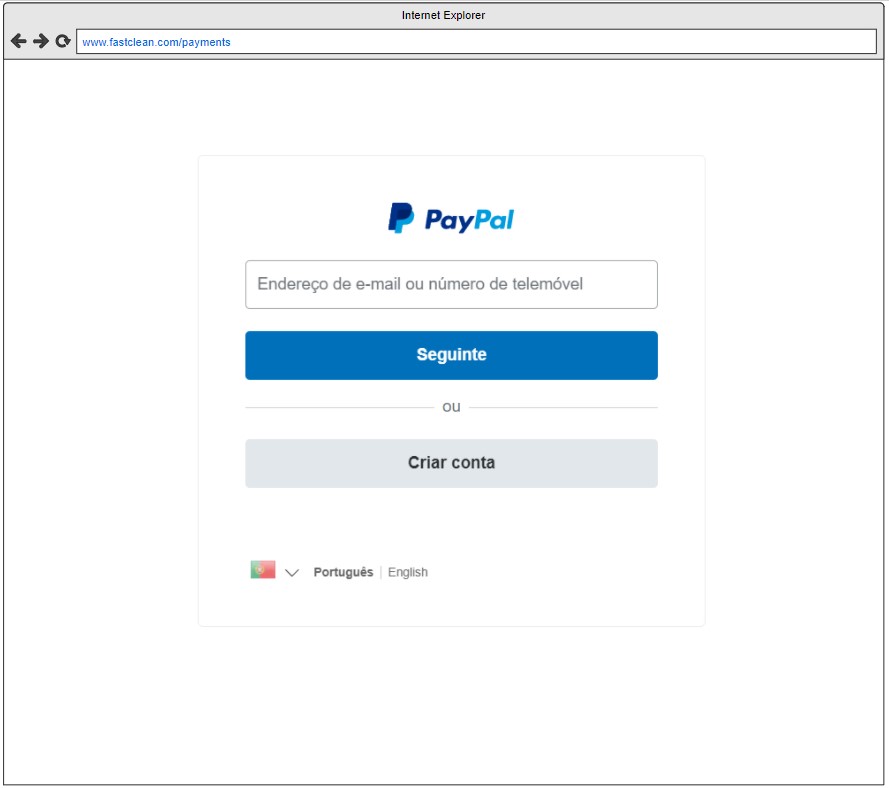 Internet Explorer
www.fastclean.com/payments
PayPal
Endereço de e-mail ou número de telemóvel
Seguinte
ou
Criar conta
Português | English